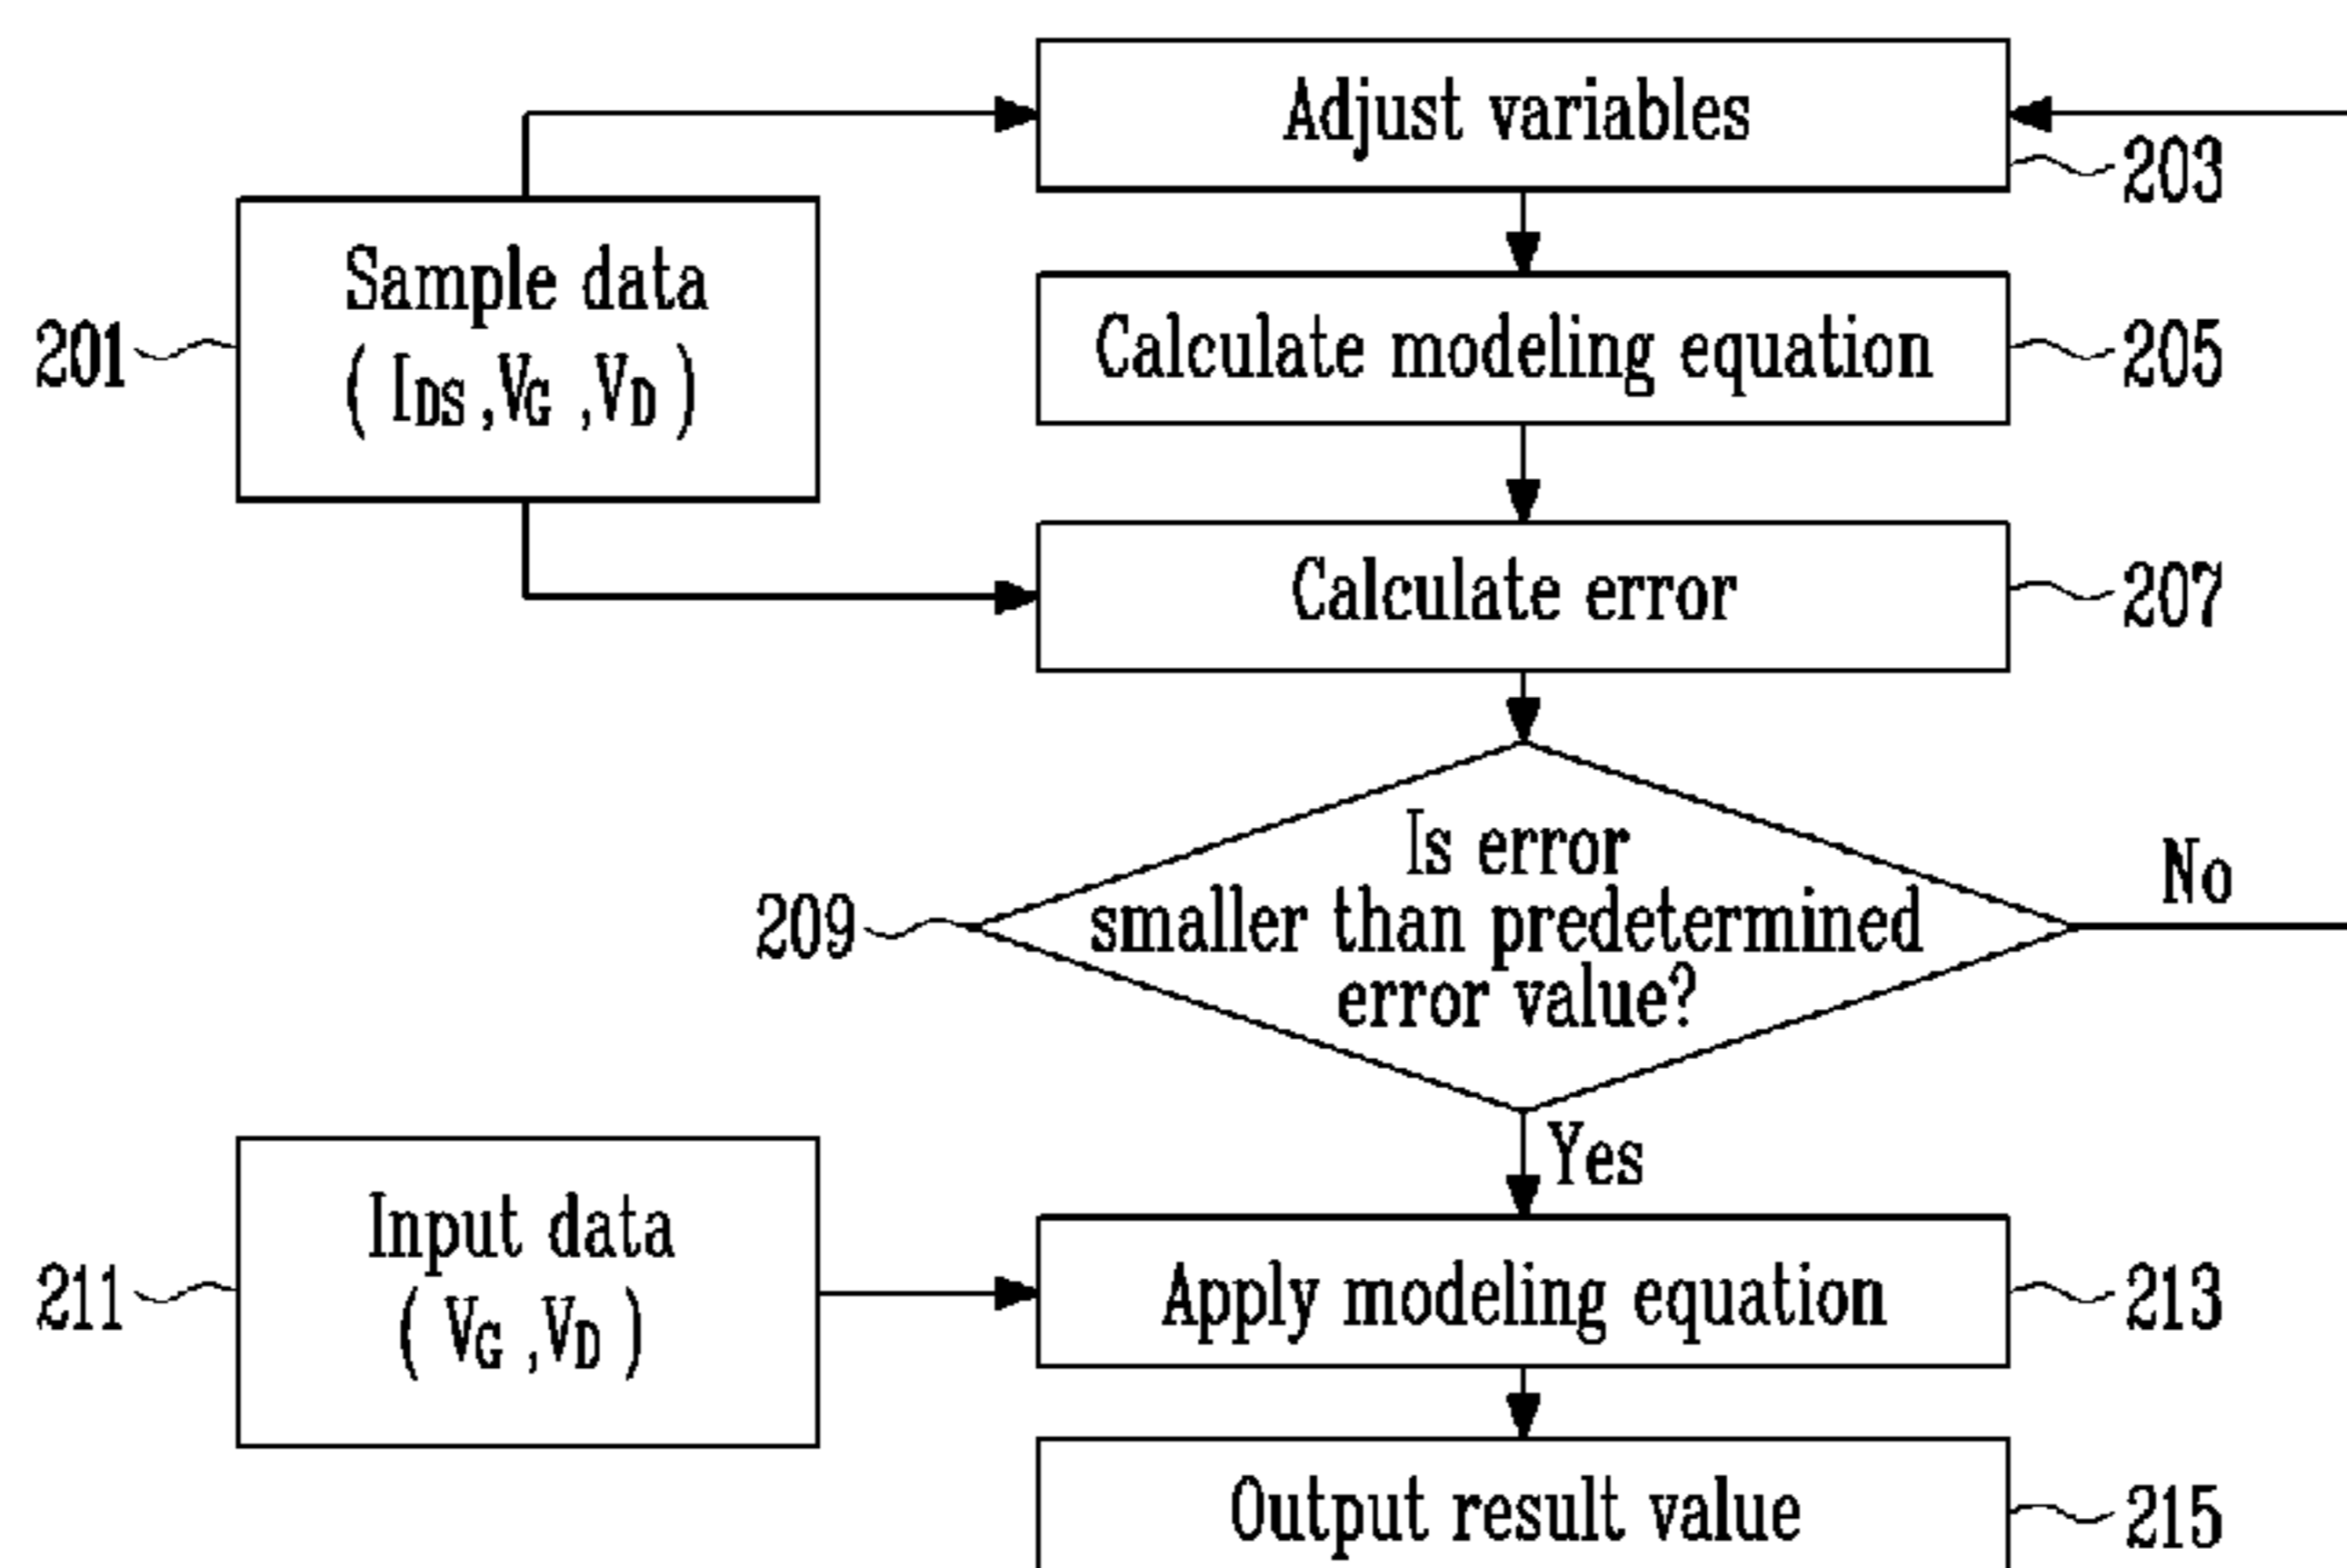 Adjust variables
203
Sample data
( IDS ,VG ,VD )
201
Calculate modeling equation
205
Calculate error
207
Is error
smaller than predetermined
error value?
209
No
Yes
Input data
( VG ,VD )
211
Apply modeling equation
213
Output result value
215